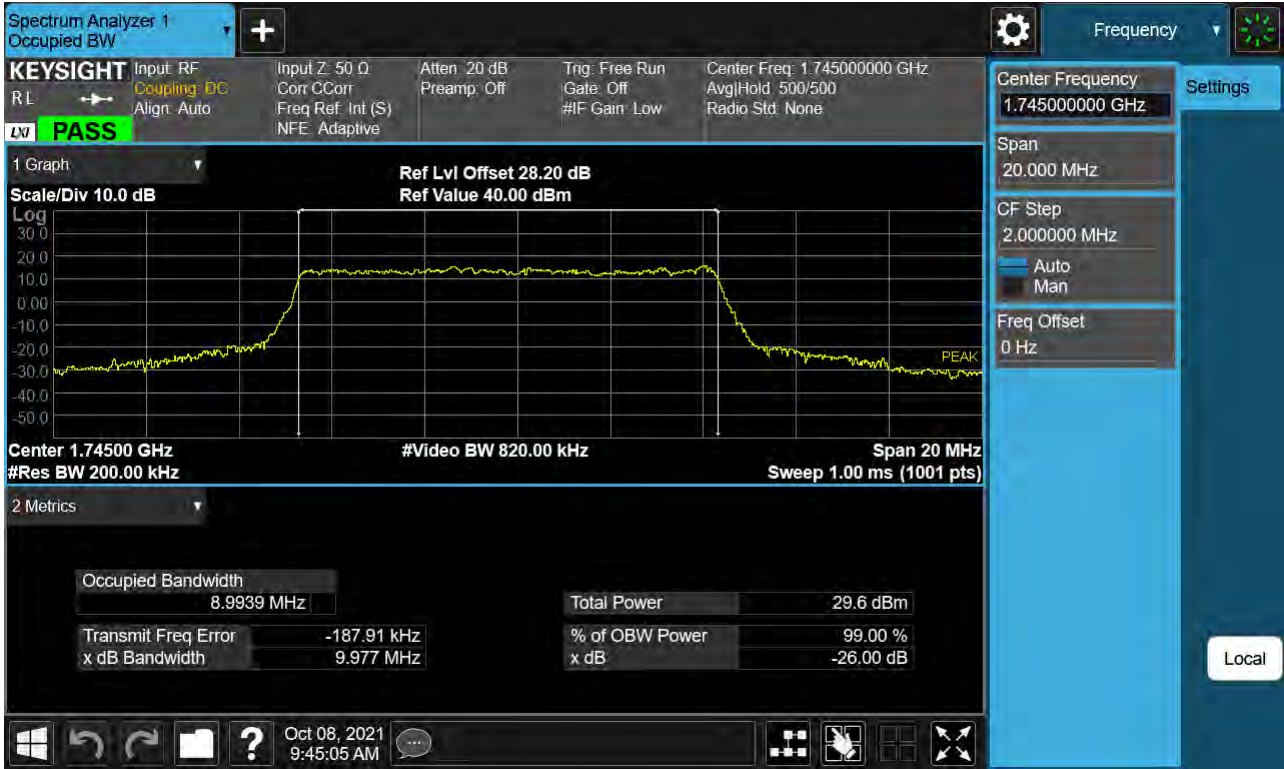 Spectrum Analyzer 1
Occupied BW
Frequency
KEYSIGHT
R L
LXI
PASS
Input: RF
Coupling: DC
Align: Auto
Input Z: 50 Ω
Corr CCorr
Freq Ref: Int (S)
NFE: Adaptive
Atten: 20 dB
Preamp: Off
Trig: Free Run
Gate: Off
#IF Gain: Low
Center Freq: 1.745000000 GHz
Avg|Hold: 500/500
Radio Std: None
1 Graph
Scale/Div 10.0 dB
Ref Lvl Offset 28.20 dB
Ref Value 40.00 dBm
Log
30.0
20.0
10.0
0.00
-10.0
-20.0
-30.0
-40.0
-50.0
PEAK
Center 1.74500 GHz
#Video BW 820.00 kHz
Span 20 MHz
#Res BW 200.00 kHz
Sweep 1.00 ms (1001 pts)
2 Metrics
Occupied Bandwidth
8.9939 MHz
Total Power 29.6 dBm
Transmit Freq Error -187.91 kHz
% of OBW Power 99.00 %
x dB Bandwidth 9.977 MHz
x dB -26.00 dB
Oct 08, 2021
9:45:05 AM
Center Frequency
1.745000000 GHz
Settings
Span
20.000 MHz
CF Step
2.000000 MHz
Auto
Man
Freq Offset
0 Hz
Local